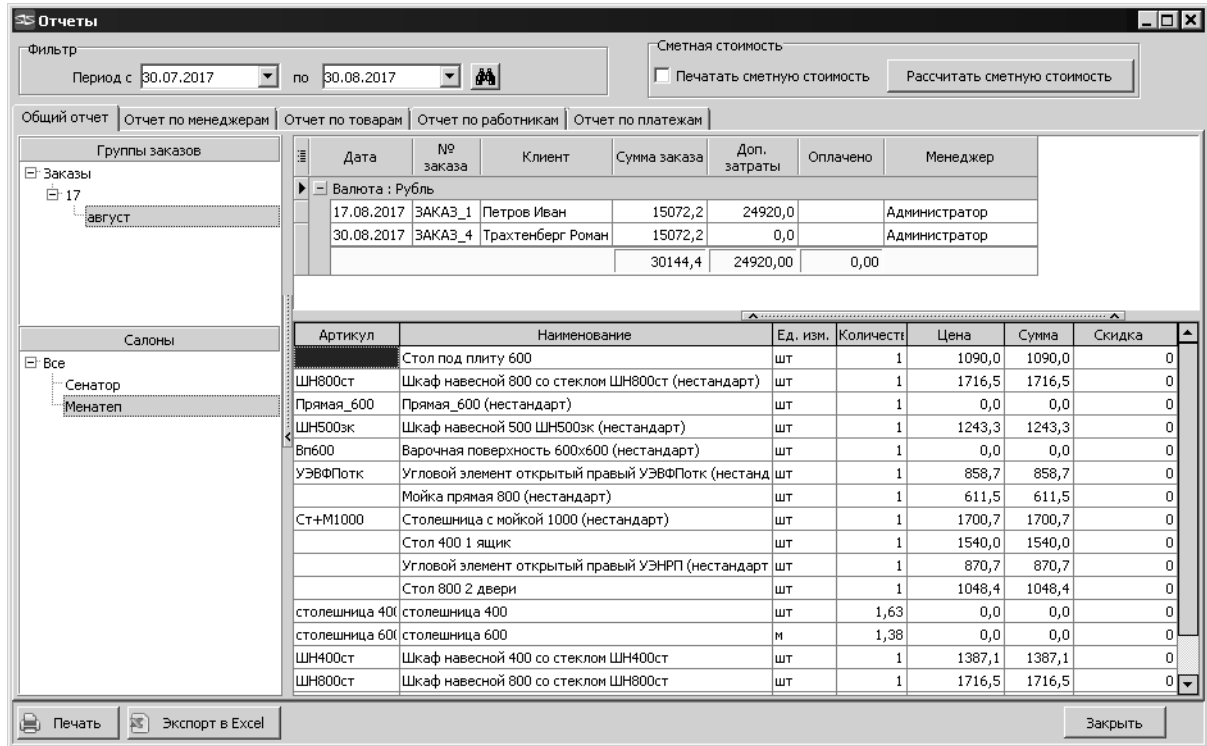 Отчеты
Фильтр
Период с 30.07.2017 по 30.08.2017
Сметная стоимость
Печатать сметную стоимость Рассчитать сметную стоимость
Общий отчет Отчет по менеджерам Отчет по товарам Отчет по работникам Отчет по платежам
Группы заказов
Заказы
17
август
Салоны
Все
Сенатор
Менатеп
Дата № заказа Клиент Сумма заказа Доп. затраты Оплачено Менеджер
Валюта : Рубль
17.08.2017 ЗАКАЗ_1 Петров Иван 15072,2 24920,0 Администратор
30.08.2017 ЗАКАЗ_4 Трахтенберг Роман 15072,2 0,0 Администратор
30144,4 24920,00 0,00
Артикул Наименование Ед. изм. Количеств Цена Сумма Скидка
Стол под плиту 600 шт 1 1090,0 1090,0 0
ШН800ст Шкаф навесной 800 со стеклом ШН800ст (нестандарт) шт 1 1716,5 1716,5 0
Прямая_600 Прямая_600 (нестандарт) шт 1 0,0 0,0 0
ШН500зк Шкаф навесной 500 ШН500зк (нестандарт) шт 1 1243,3 1243,3 0
Вп600 Варочная поверхность 600х600 (нестандарт) шт 1 0,0 0,0 0
УЭВФПотк Угловой элемент открытый правый УЭВФПотк (нестанд шт 1 858,7 858,7 0
Мойка прямая 800 (нестандарт) шт 1 611,5 611,5 0
Ст+М1000 Столешница с мойкой 1000 (нестандарт) шт 1 1700,7 1700,7 0
Стол 400 1 ящик шт 1 1540,0 1540,0 0
Угловой элемент открытый правый УЭНРП (нестандарт шт 1 870,7 870,7 0
Стол 800 2 двери шт 1 1048,4 1048,4 0
столешница 400 столешница 400 шт 1,63 0,0 0,0 0
столешница 600 столешница 600 м 1,38 0,0 0,0 0
ШН400ст Шкаф навесной 400 со стеклом ШН400ст шт 1 1387,1 1387,1 0
ШН800ст Шкаф навесной 800 со стеклом ШН800ст шт 1 1716,5 1716,5 0
Печать Экспорт в Excel Закрыть